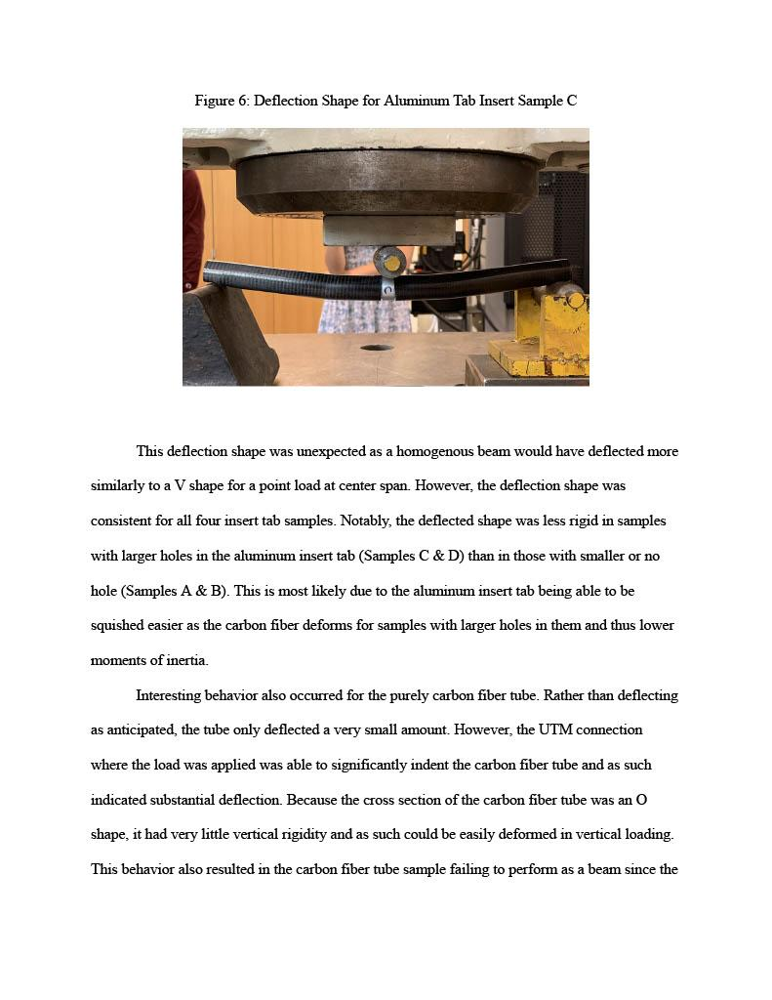 Figure 6: Deflection Shape for Aluminum Tab Insert Sample C
C
This deflection shape was unexpected as a homogenous beam would have deflected more
similarly to a V shape for a point load at center span. However, the deflection shape was
consistent for all four insert tab samples. Notably, the deflected shape was less rigid in samples
with larger holes in the aluminum insert tab (Samples C & D) than in those with smaller or no
hole (Samples A & B). This is most likely due to the aluminum insert tab being able to be
squished easier as the carbon fiber deforms for samples with larger holes in them and thus lower
moments of inertia.
Interesting behavior also occurred for the purely carbon fiber tube. Rather than deflecting
as anticipated, the tube only deflected a very small amount. However, the UTM connection
where the load was applied was able to significantly indent the carbon fiber tube and as such
indicated substantial deflection. Because the cross section of the carbon fiber tube was an O
shape, it had very little vertical rigidity and as such could be easily deformed in vertical loading.
This behavior also resulted in the carbon fiber tube sample failing to perform as a beam since the